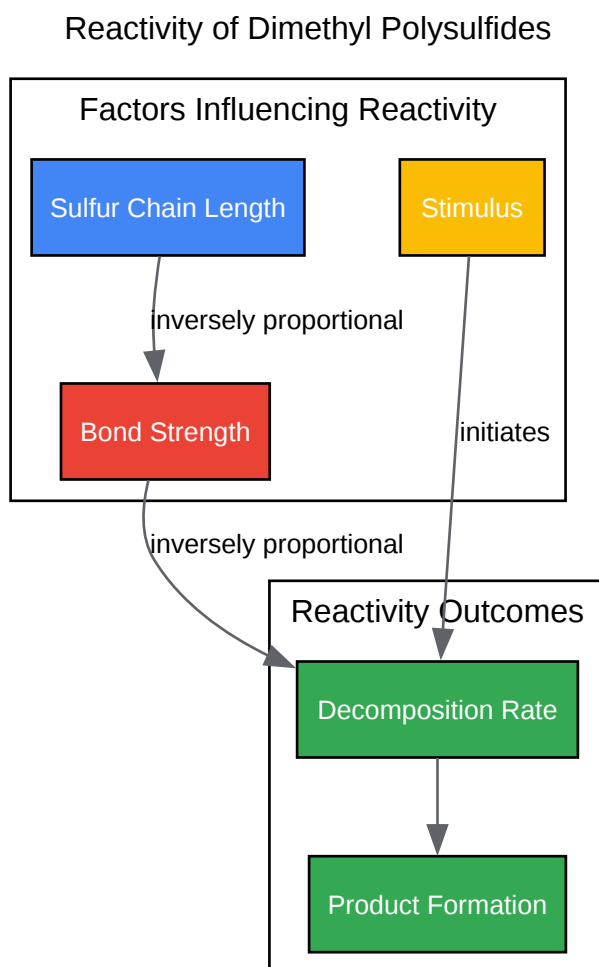 Reactivity of Dimethyl Polysulfides
Factors Influencing Reactivity
Sulfur Chain Length
Stimulus
inversely proportional
Bond Strength
initiates
inversely proportional
Reactivity Outcomes
Decomposition Rate
Product Formation